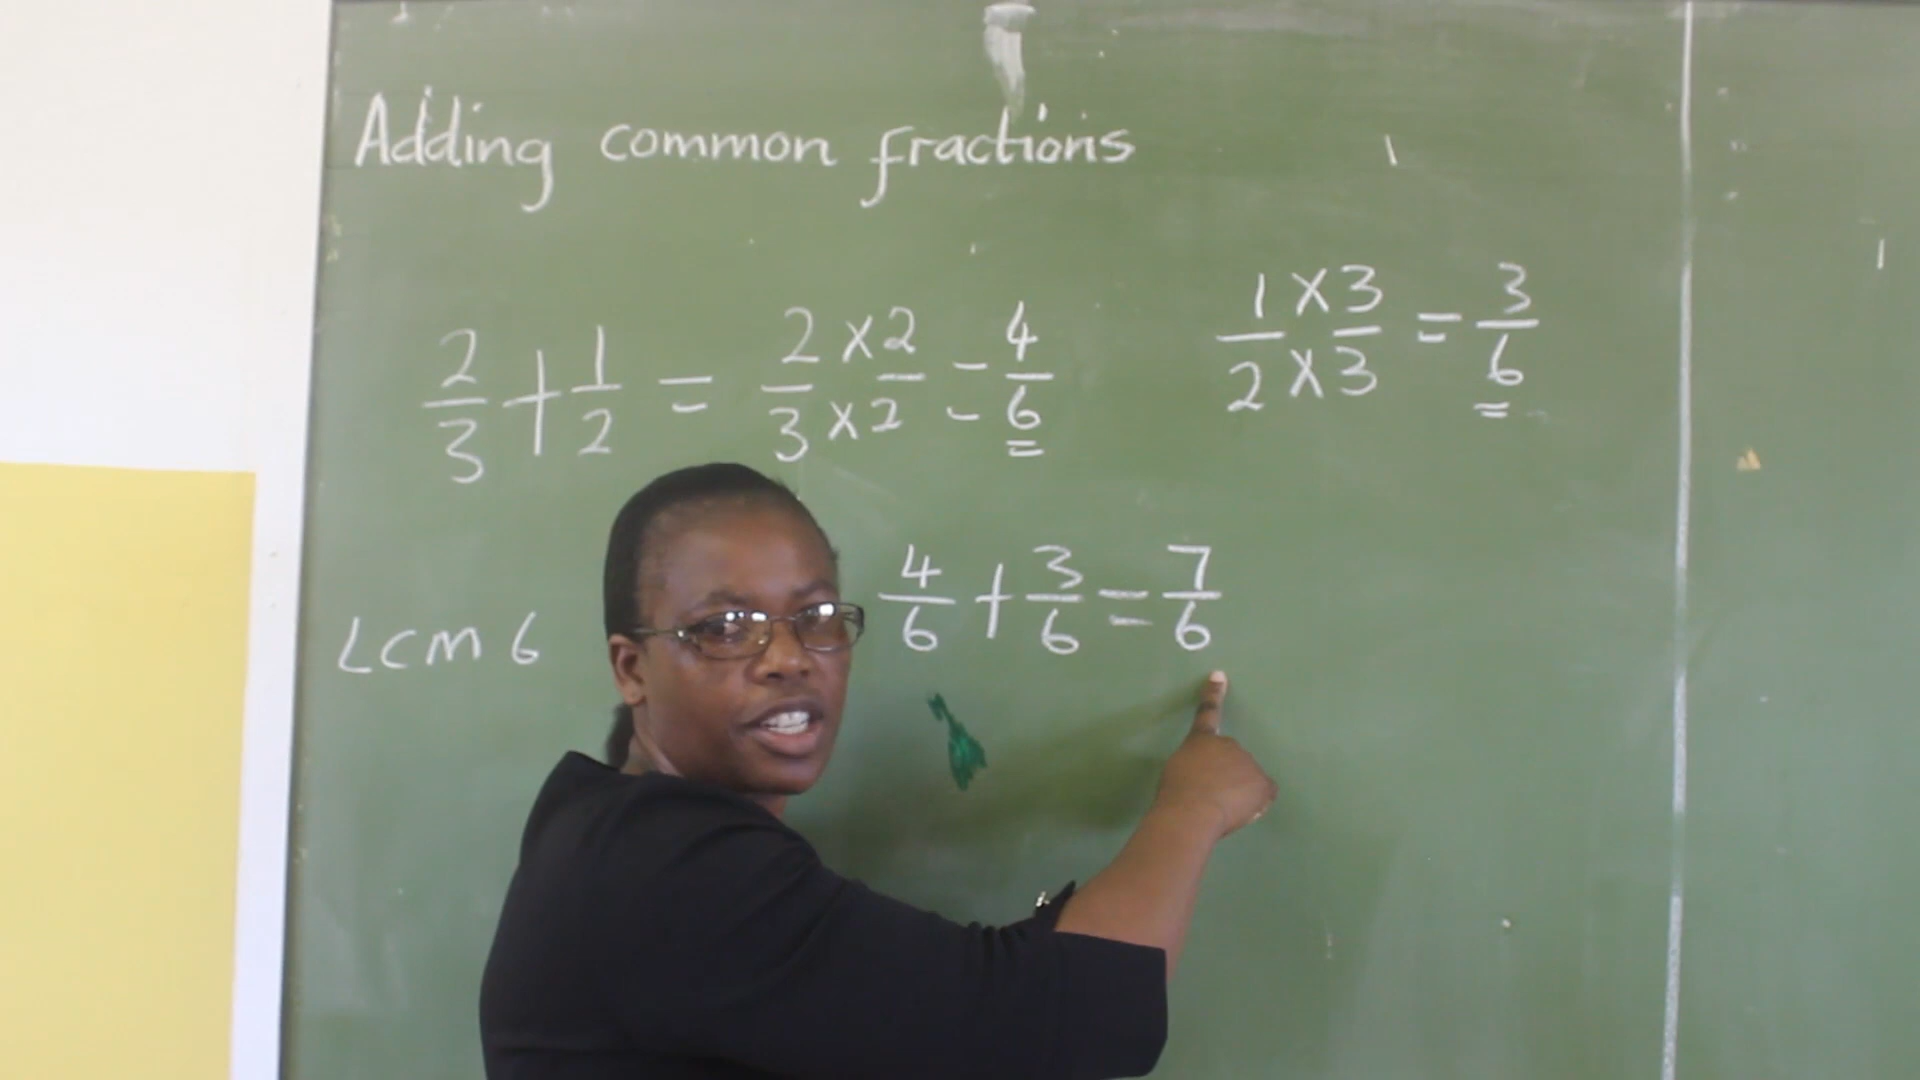 Adding common fractions
2/3 + 1/2 = 2 x 2 / 3 x 2 = 4/6
1 x 3 / 2 x 3 = 3/6
4/6 + 3/6 = 7/6
LCM 6